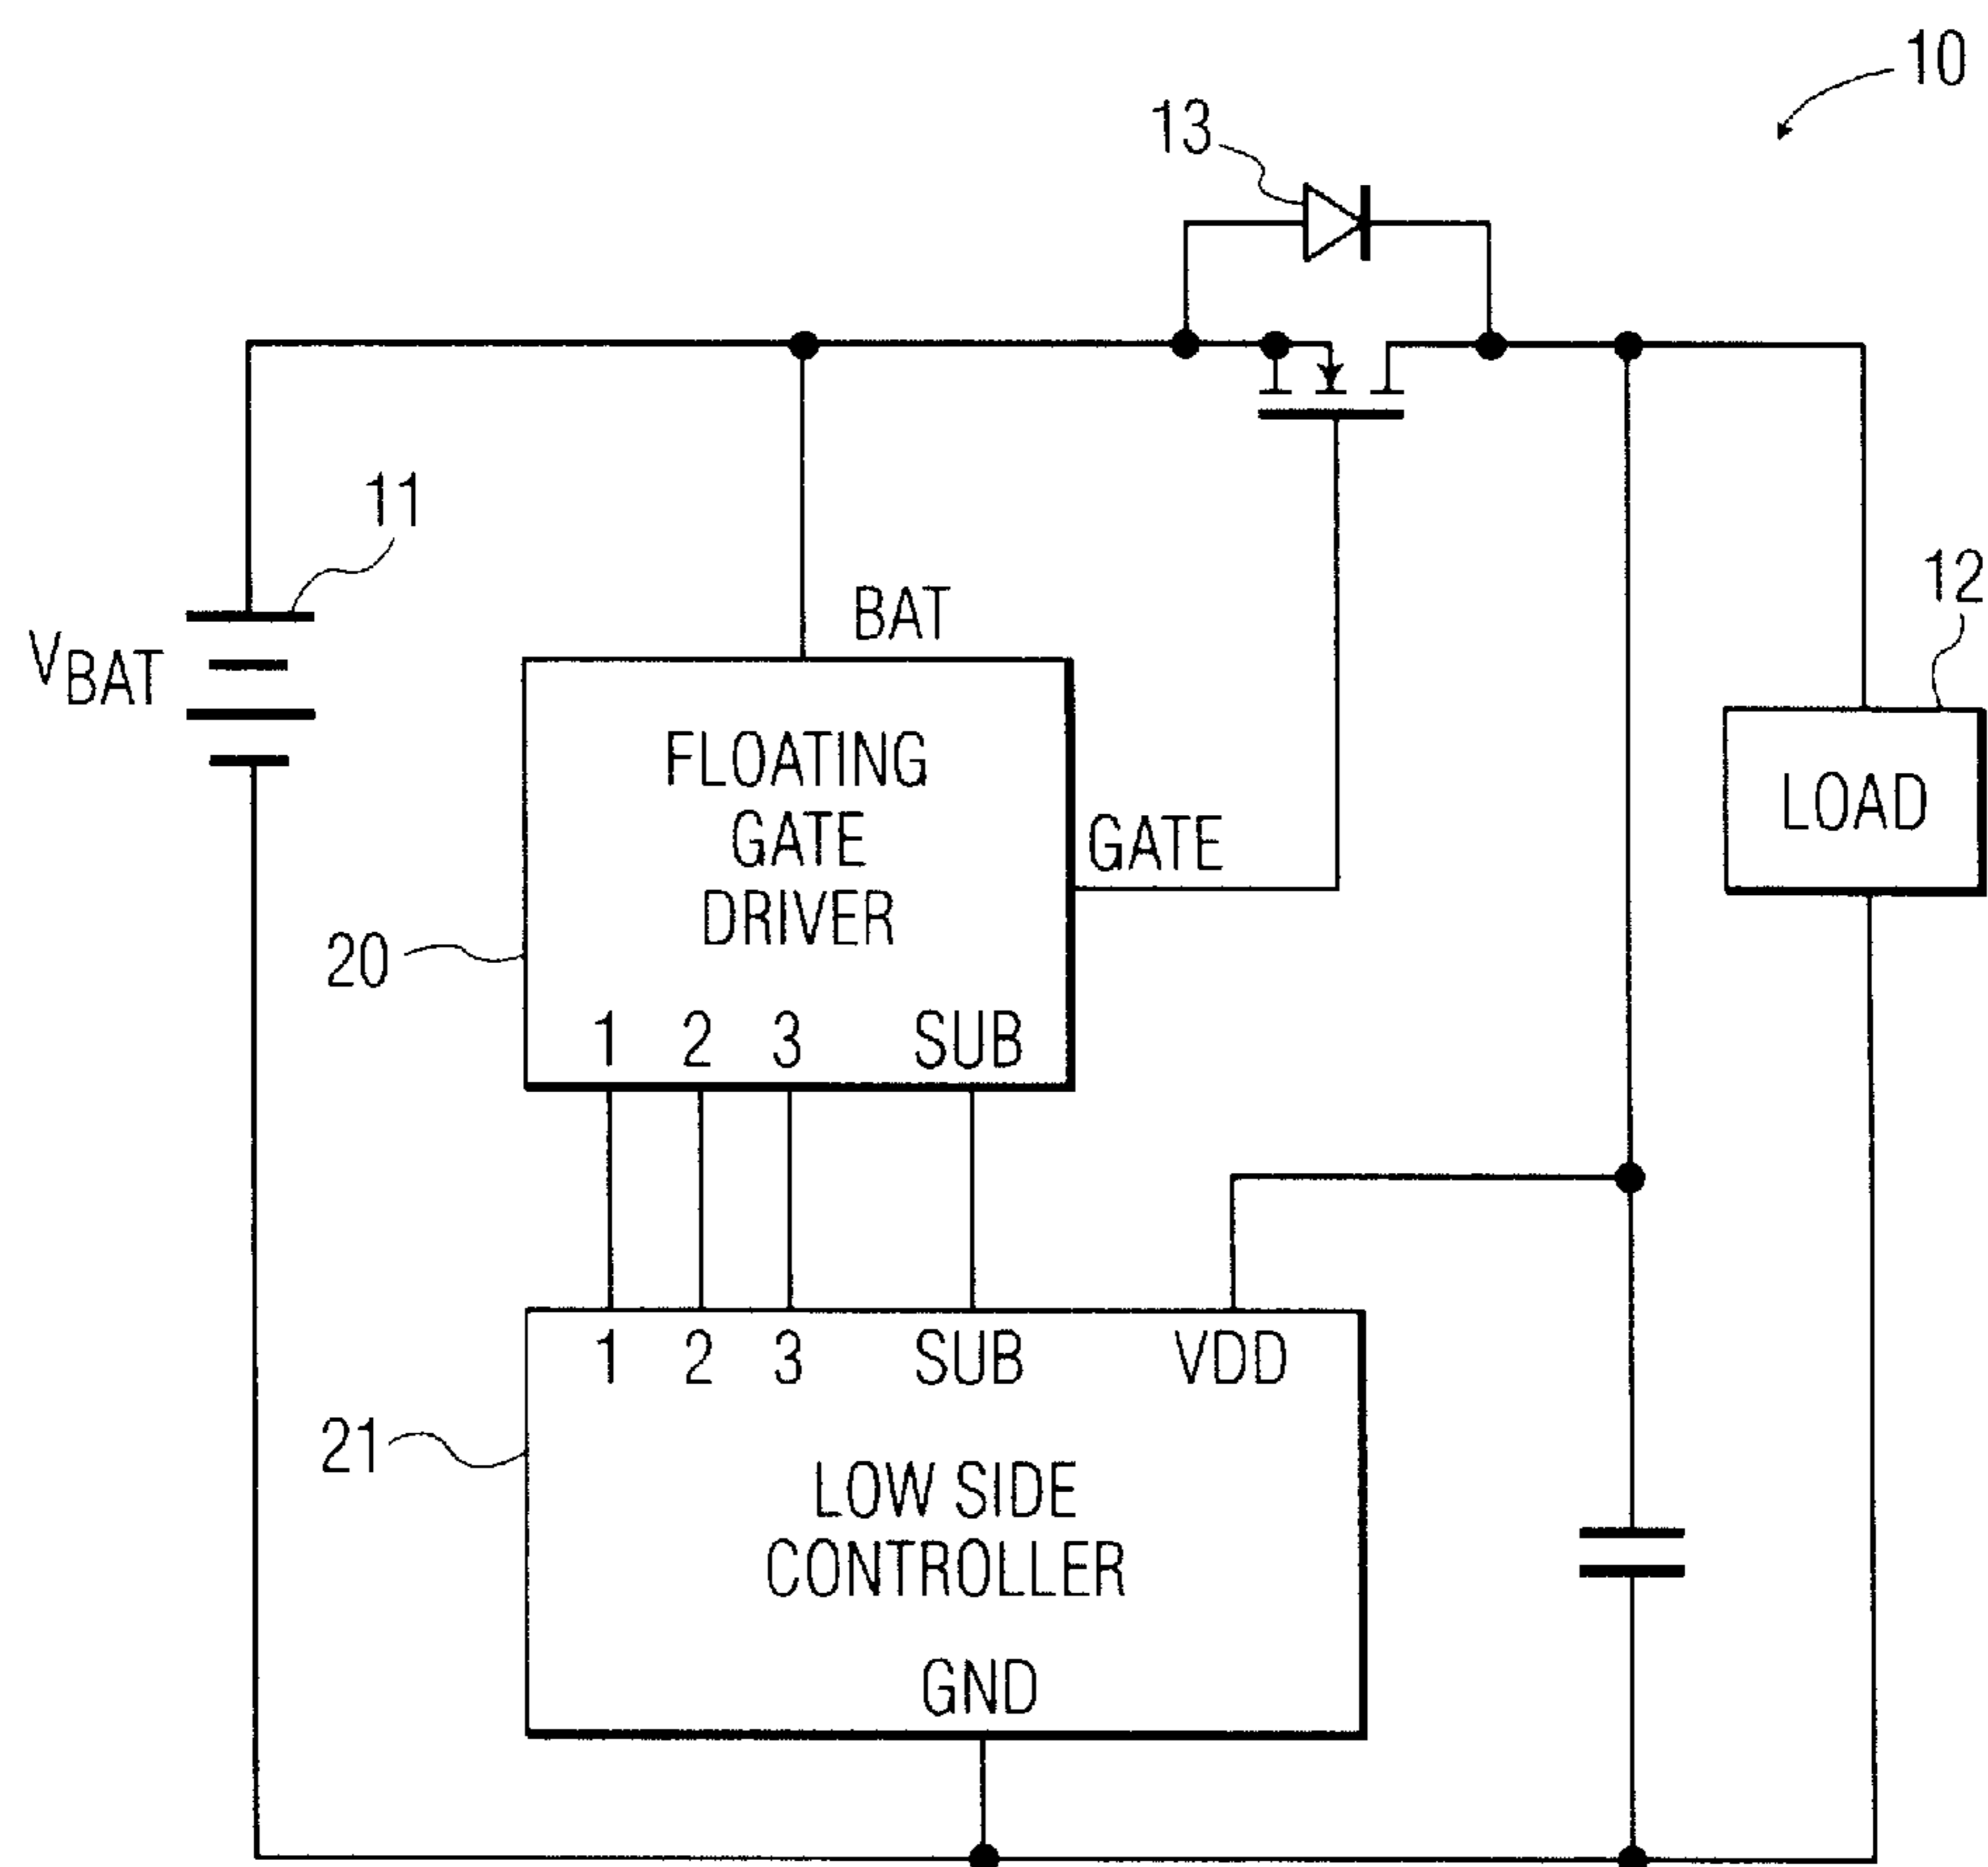 10
13
11
VBAT
BAT
12
FLOATING
GATE
DRIVER
GATE
LOAD
20
1 2 3 SUB
1 2 3 SUB VDD
21
LOW SIDE
CONTROLLER
GND